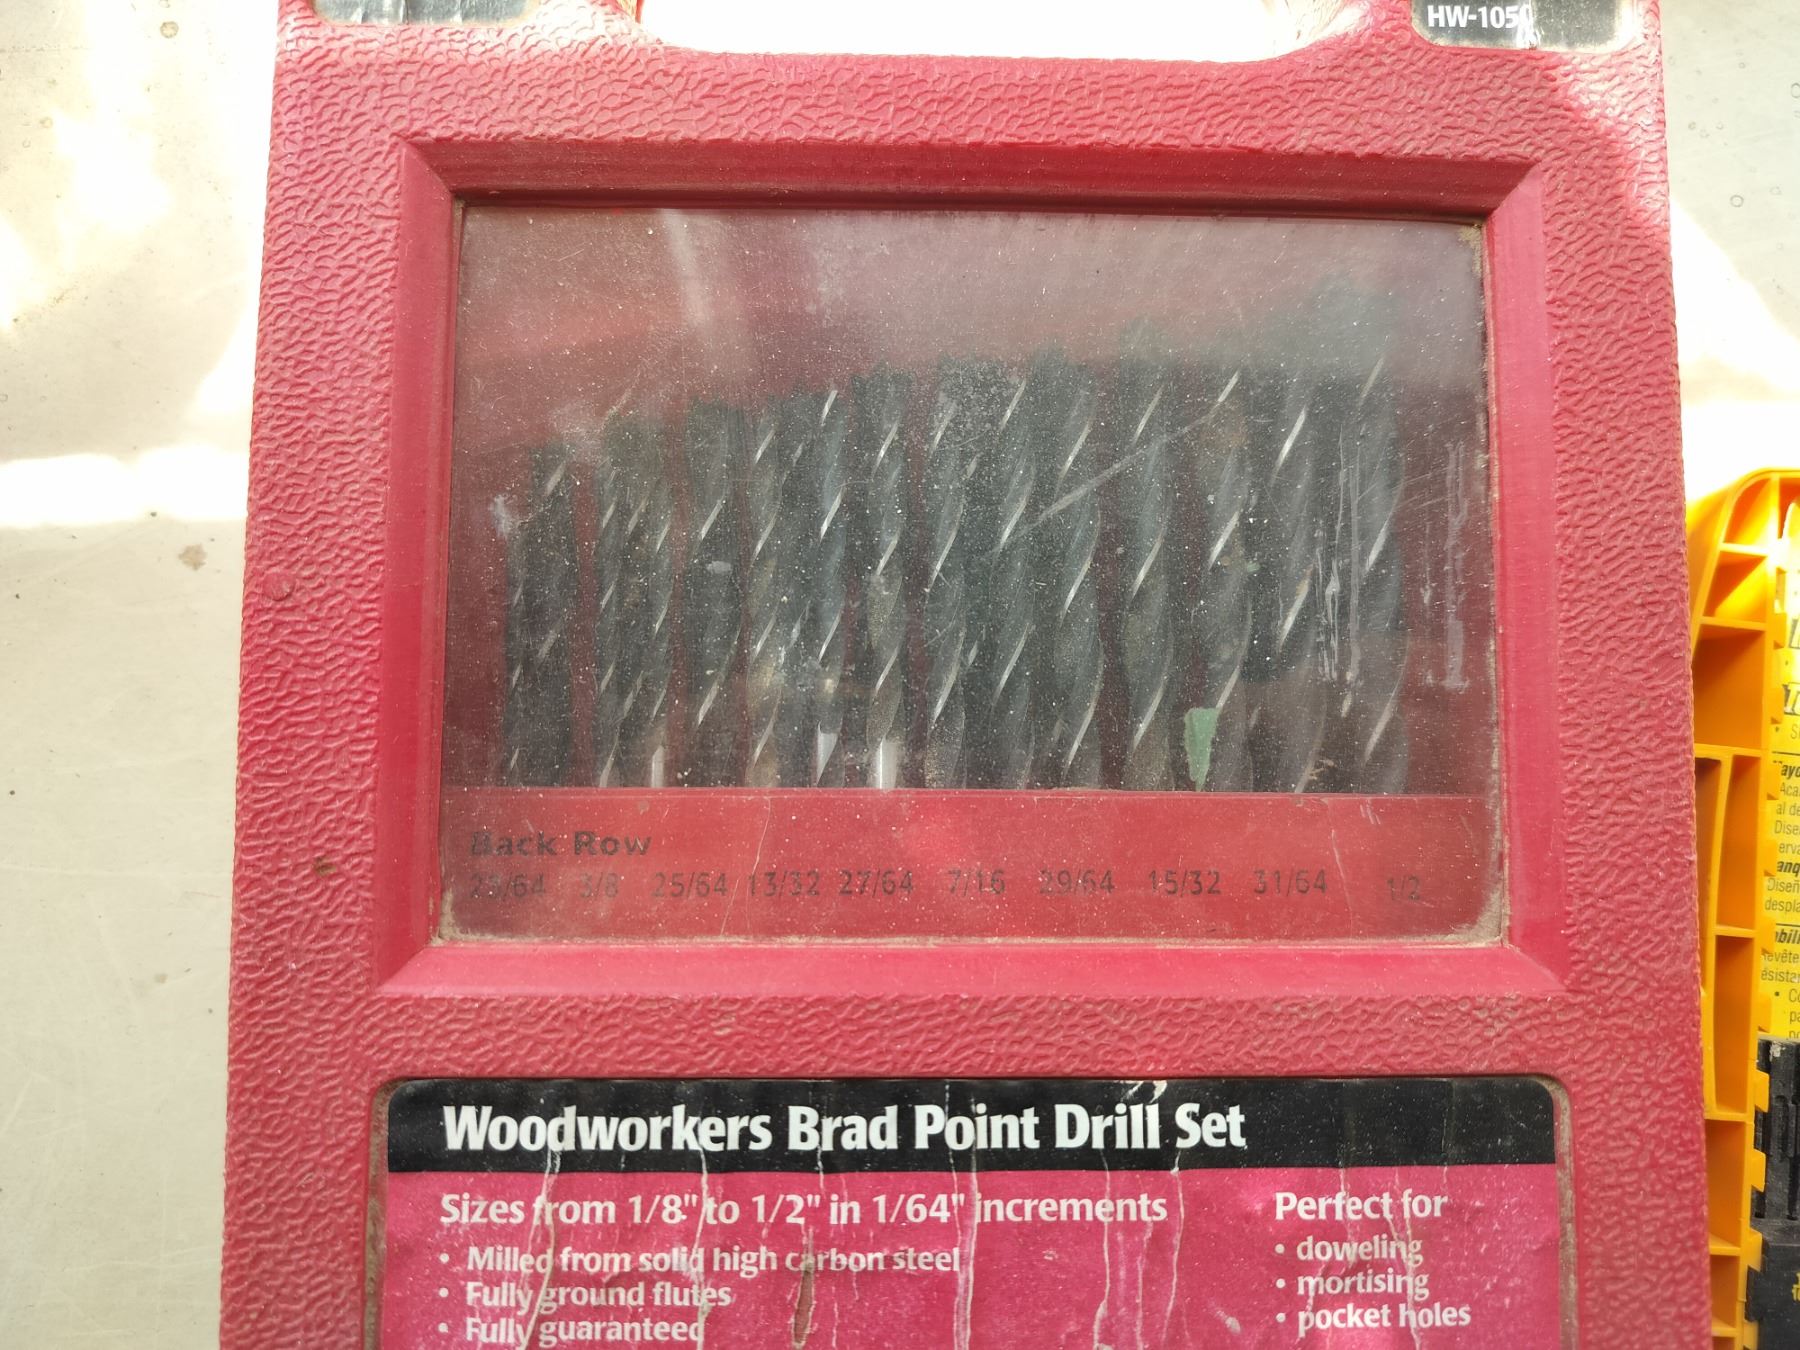 HW-105
Back Row
23/64 3/8 25/64 13/32 27/64 7/16 29/64 15/32 31/64 1/2
Woodworkers Brad Point Drill Set
Sizes from 1/8" to 1/2" in 1/64" increments
• Milled from solid high carbon steel
• Fully ground flutes
• Fully guaranteed
Perfect for
• doweling
• mortising
• pocket holes